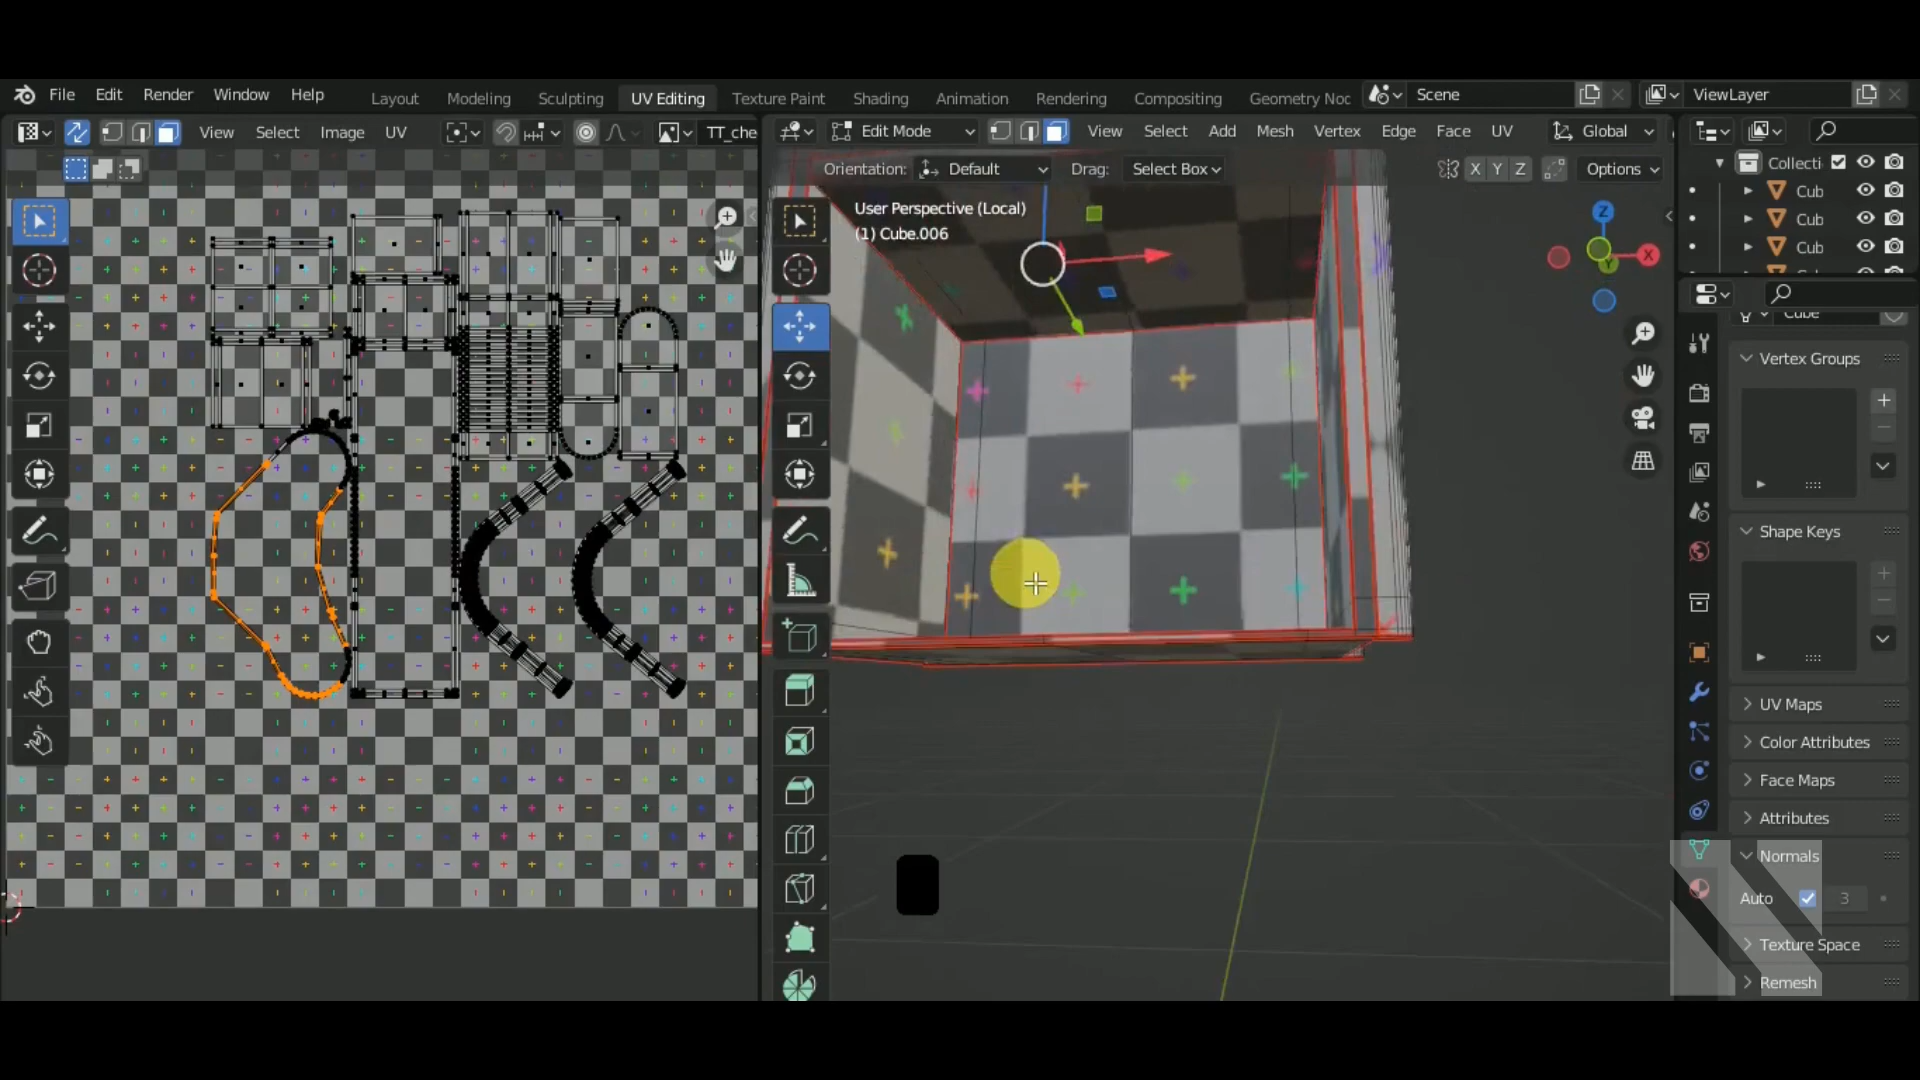 File Edit Render Window Help
Layout Modeling Sculpting UV Editing Texture Paint Shading Animation Rendering Compositing Geometry Noc
Scene
ViewLayer
View Select Image UV
TT_che
Edit Mode
View Select Add Mesh Vertex Edge Face UV
Global
Orientation: Default Drag: Select Box
X Y Z
Options
User Perspective (Local)
(1) Cube.006
Z
X
Y
Collecti
Cub
Cub
Cub
Cube
Vertex Groups
Shape Keys
UV Maps
Color Attributes
Face Maps
Attributes
Normals
Auto 3
Texture Space
Remesh